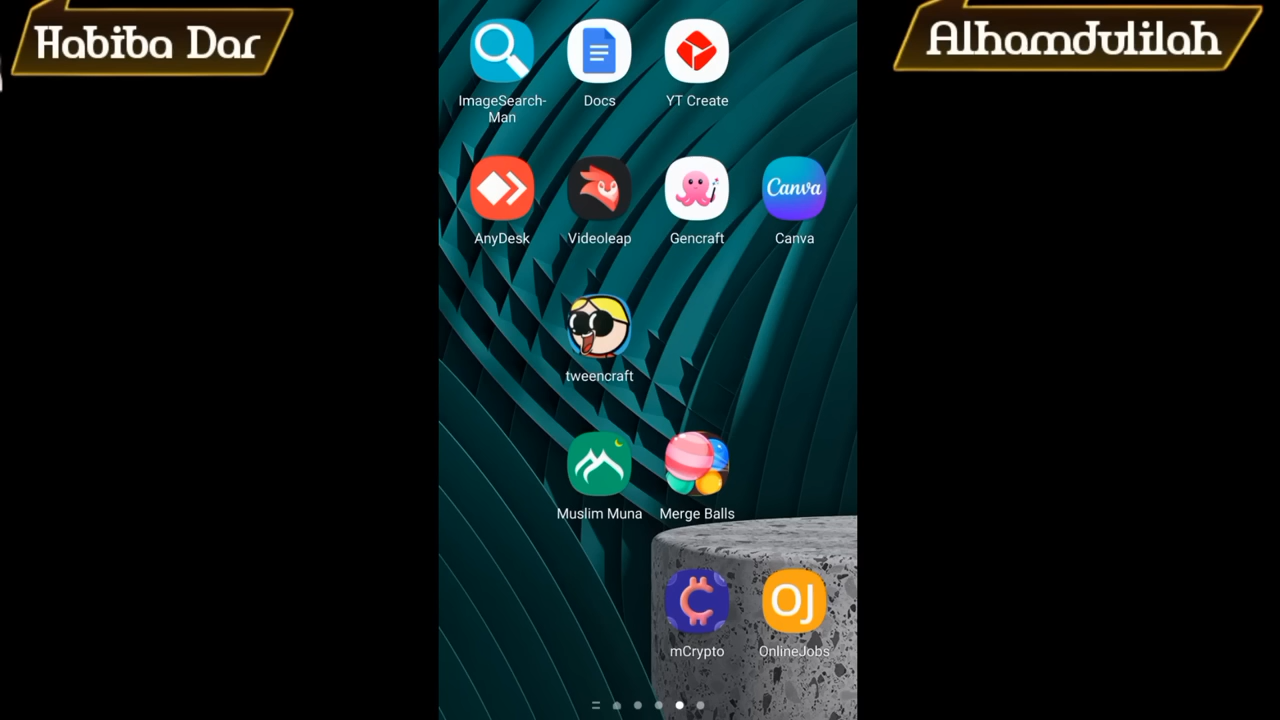 Habiba Dar
Alhamdulilah
ImageSearch-
Man
Docs
YT Create
AnyDesk
Videoleap
Gencraft
Canva
Canva
tweencraft
Muslim Muna
Merge Balls
OJ
mCrypto
OnlineJobs